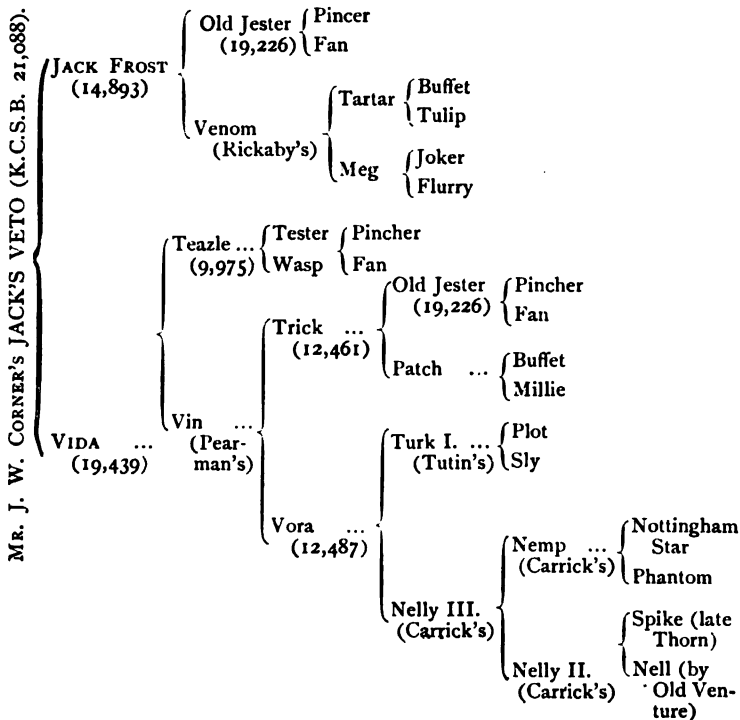 MR. J. W. CORNER'S JACK'S VETO (K.C.S.B. 21,088).
JACK FROST
(14,893)
Old Jester
(19,226)
Pincer
Fan
Venom
(Rickaby's)
Tartar
Buffet
Tulip
Meg
Joker
Flurry
VIDA ...
(19,439)
Teazle ...
(9,975)
Tester
Wasp
Pincher
Fan
Vin ...
(Pear-
man's)
Trick ...
(12,461)
Old Jester
(19,226)
Pincher
Fan
Patch ...
Buffet
Millie
Vora ...
(12,487)
Turk I. ...
(Tutin's)
Plot
Sly
Nelly III.
(Carrick's)
Nemp ...
(Carrick's)
Nottingham
Star
Phantom
Nelly II.
(Carrick's)
Spike (late
Thorn)
Nell (by
Old Ven-
ture)